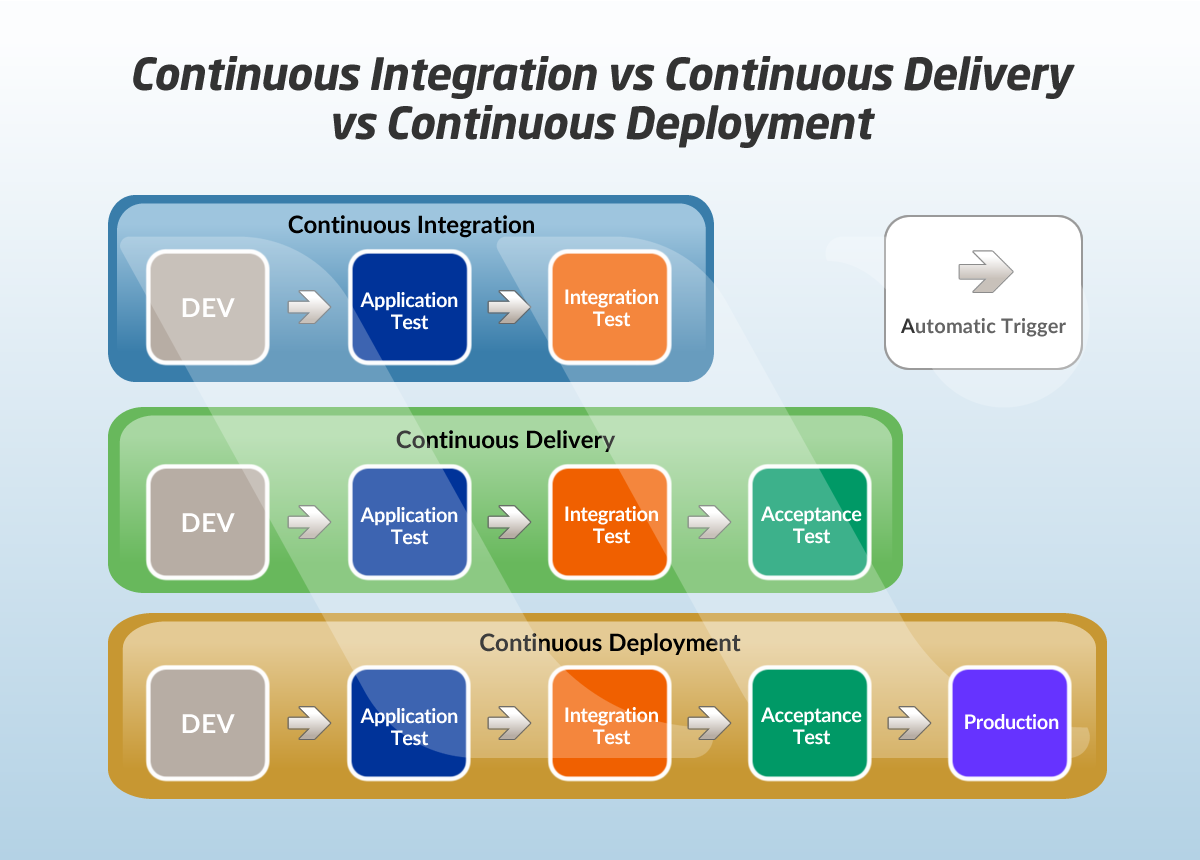 Continuous Integration vs Continuous Delivery
vs Continuous Deployment
Continuous Integration
DEV
Application
Test
Integration
Test
Automatic Trigger
Continuous Delivery
DEV
Application
Test
Integration
Test
Acceptance
Test
Continuous Deployment
DEV
Application
Test
Integration
Test
Acceptance
Test
Production